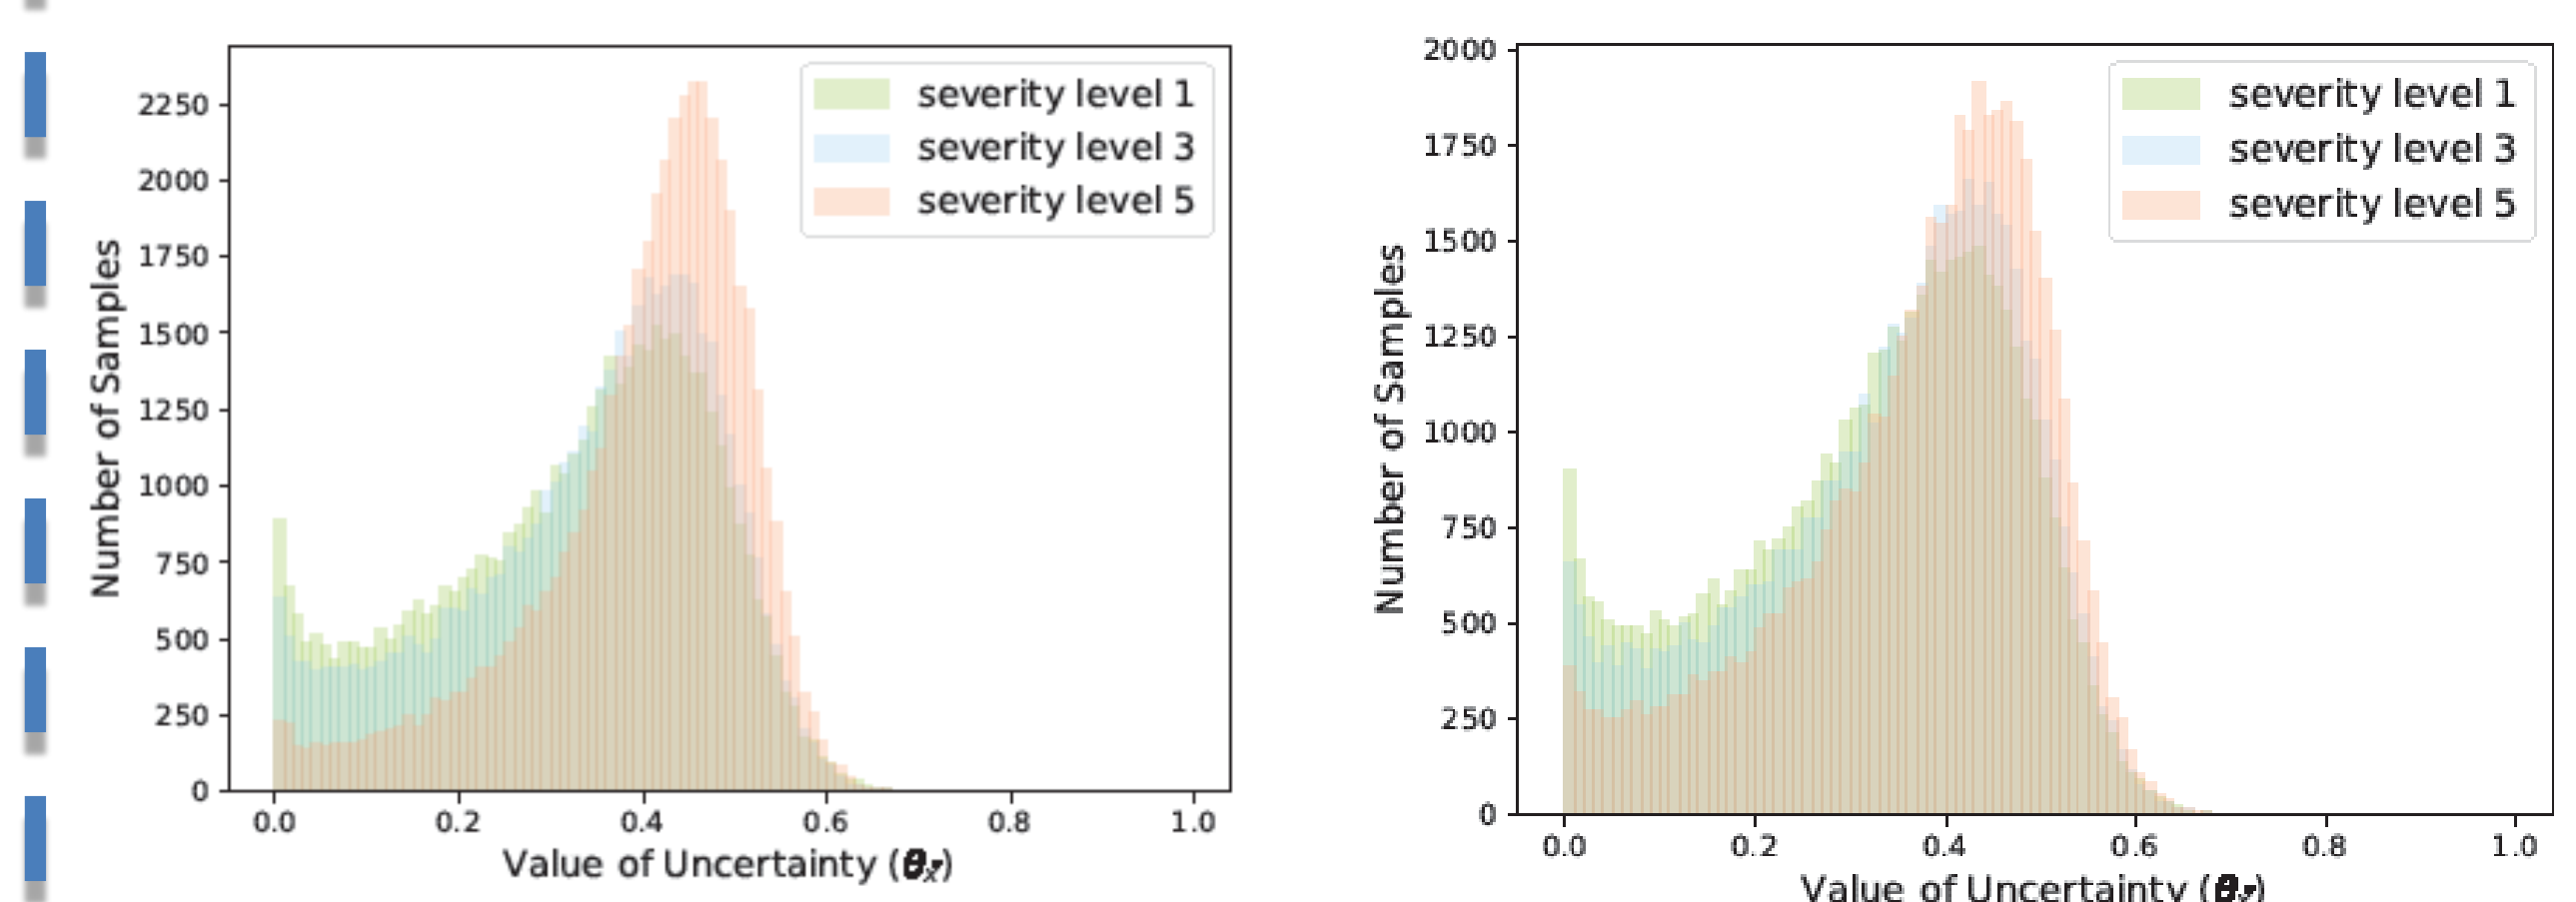 2250
2000
1750
1500
1250
1000
750
500
250
0
Number of Samples
severity level 1
severity level 3
severity level 5
0.0 0.2 0.4 0.6 0.8 1.0
Value of Uncertainty (θ
2000
1750
1500
1250
1000
750
500
250
0
Number of Samples
severity level 1
severity level 3
severity level 5
0.0 0.2 0.4 0.6 0.8 1.0
Value of Uncertainty (θ